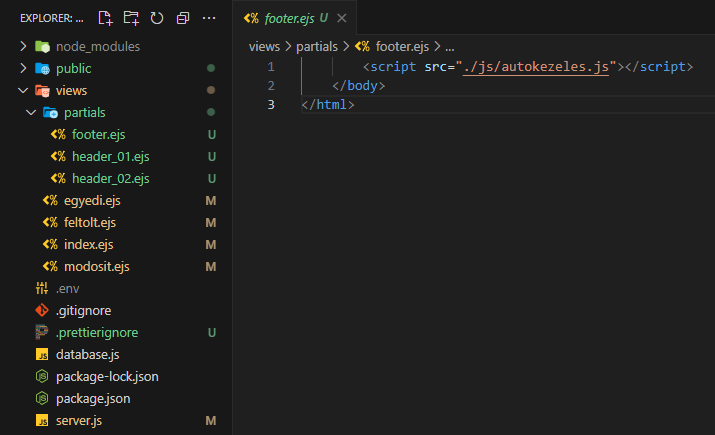 EXPLORER: ...
node_modules
public
views
partials
footer.ejs U
header_01.ejs U
header_02.ejs U
egyedi.ejs M
feltolt.ejs M
index.ejs M
modosit.ejs M
.env
.gitignore
.prettierignore U
JS database.js
package-lock.json
package.json
JS server.js M
<%> footer.ejs U
views > partials > <%> footer.ejs > ...
1 <script src="./js/autokezeles.js"></script>
2 </body>
3 </html>